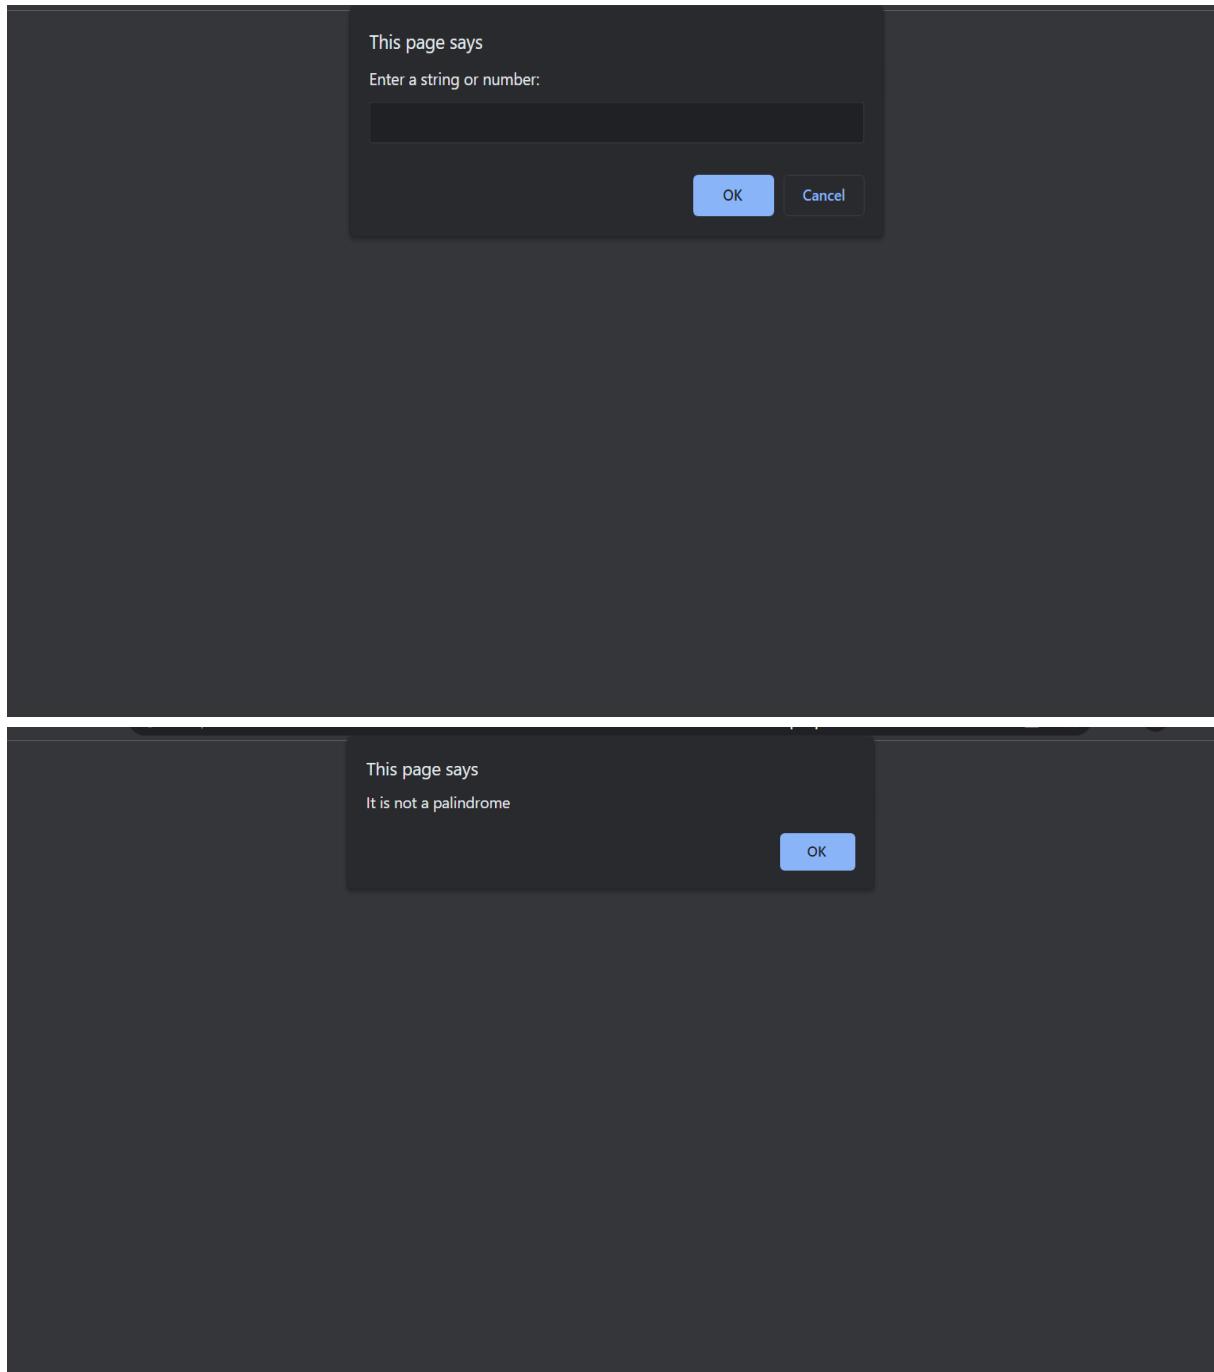 This page says
Enter a string or number:
OK
Cancel
This page says
It is not a palindrome
OK